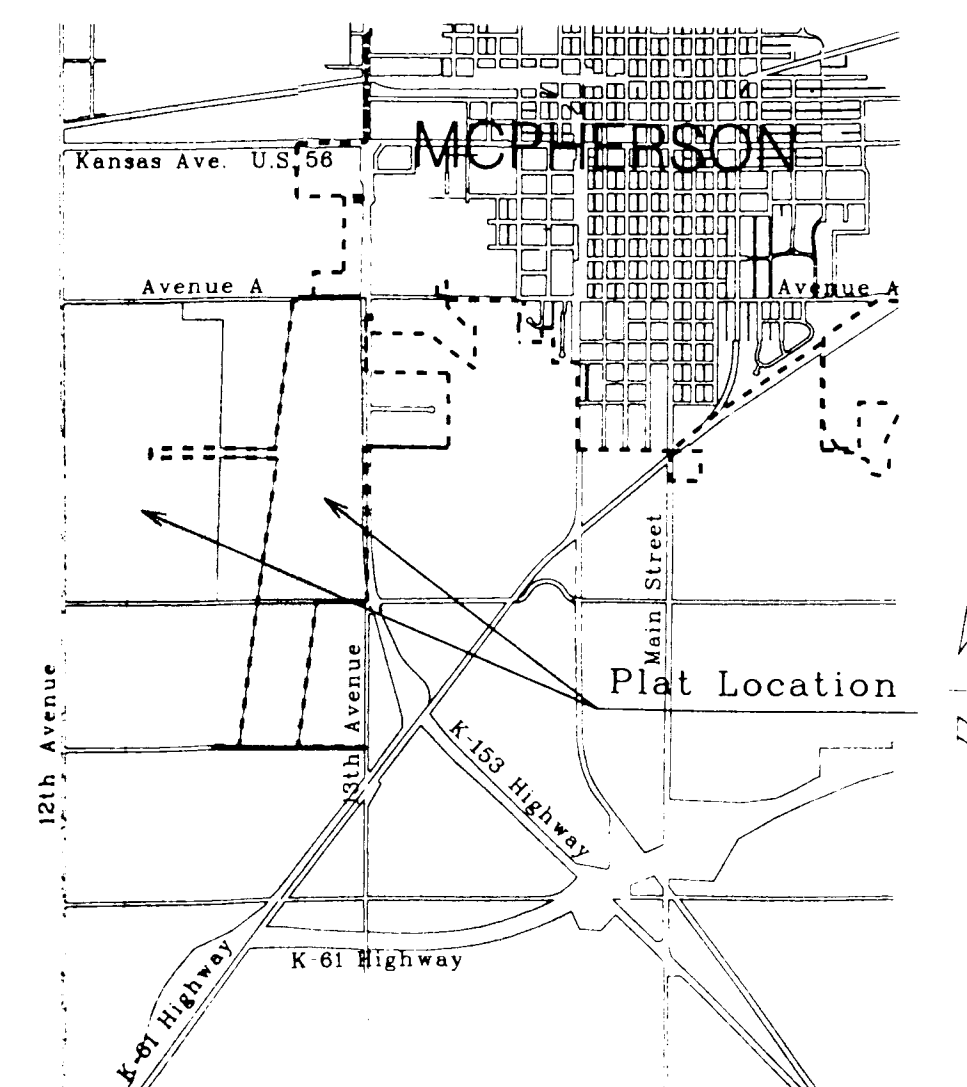 MCPHERSON
Kansas Ave. U.S. 56
Avenue A
Avenue A
Main Street
Plat Location
12th Avenue
13th Avenue
K-153 Highway
K-61 Highway
K-61 Highway